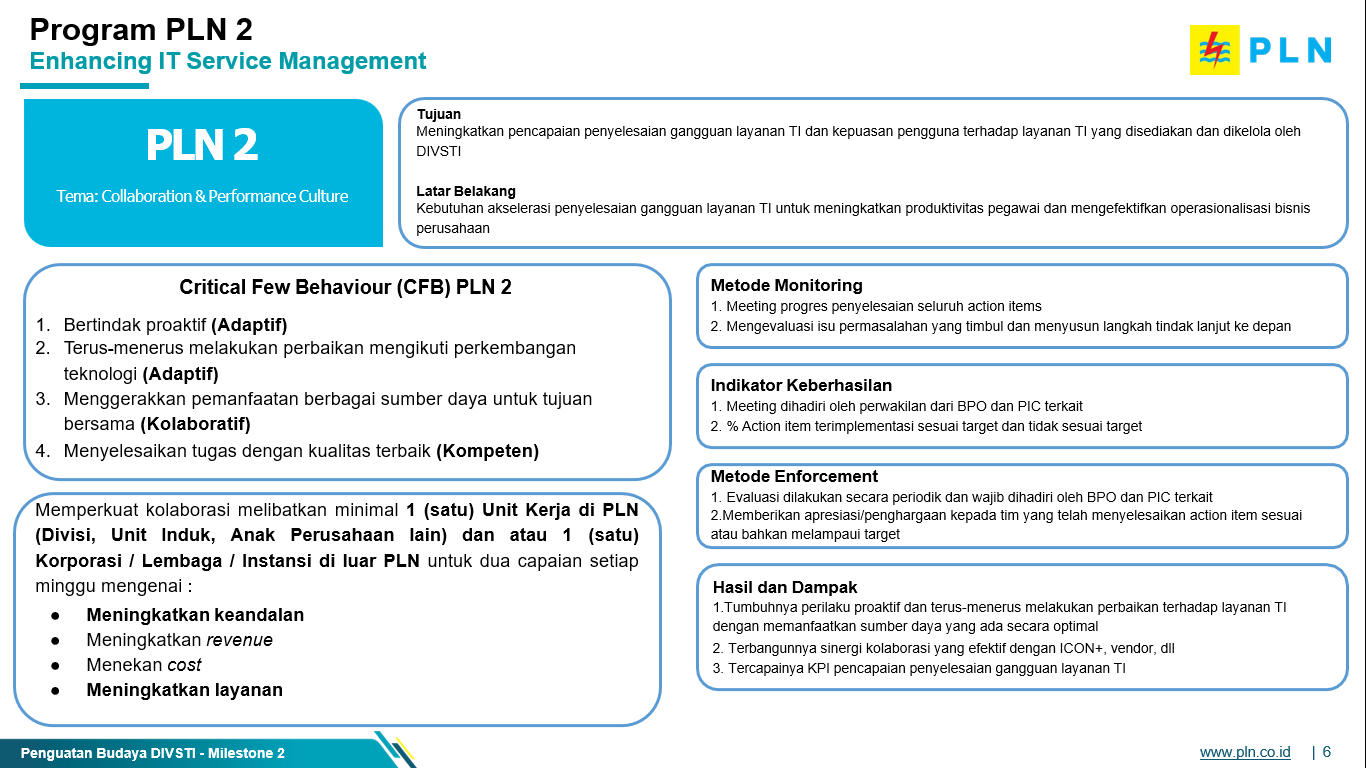 Program PLN 2
Enhancing IT Service Management
PLN
PLN 2
Tema: Collaboration & Performance Culture
Tujuan
Meningkatkan pencapaian penyelesaian gangguan layanan TI dan kepuasan pengguna terhadap layanan TI yang disediakan dan dikelola oleh
DIVSTI
Latar Belakang
Kebutuhan akselerasi penyelesaian gangguan layanan TI untuk meningkatkan produktivitas pegawai dan mengefektifkan operasionalisasi bisnis
perusahaan
Critical Few Behaviour (CFB) PLN 2
1. Bertindak proaktif (Adaptif)
2. Terus-menerus melakukan perbaikan mengikuti perkembangan
teknologi (Adaptif)
3. Menggerakkan pemanfaatan berbagai sumber daya untuk tujuan
bersama (Kolaboratif)
4. Menyelesaikan tugas dengan kualitas terbaik (Kompeten)
Memperkuat kolaborasi melibatkan minimal 1 (satu) Unit Kerja di PLN
(Divisi, Unit Induk, Anak Perusahaan lain) dan atau 1 (satu)
Korporasi / Lembaga / Instansi di luar PLN untuk dua capaian setiap
minggu mengenai :
● Meningkatkan keandalan
● Meningkatkan revenue
● Menekan cost
● Meningkatkan layanan
Metode Monitoring
1. Meeting progres penyelesaian seluruh action items
2. Mengevaluasi isu permasalahan yang timbul dan menyusun langkah tindak lanjut ke depan
Indikator Keberhasilan
1. Meeting dihadiri oleh perwakilan dari BPO dan PIC terkait
2. % Action item terimplementasi sesuai target dan tidak sesuai target
Metode Enforcement
1. Evaluasi dilakukan secara periodik dan wajib dihadiri oleh BPO dan PIC terkait
2.Memberikan apresiasi/penghargaan kepada tim yang telah menyelesaikan action item sesuai
atau bahkan melampaui target
Hasil dan Dampak
1.Tumbuhnya perilaku proaktif dan terus-menerus melakukan perbaikan terhadap layanan TI
dengan memanfaatkan sumber daya yang ada secara optimal
2. Terbangunnya sinergi kolaborasi yang efektif dengan ICON+, vendor, dll
3. Tercapainya KPI pencapaian penyelesaian gangguan layanan TI
Penguatan Budaya DIVSTI - Milestone 2
www.pln.co.id | 6